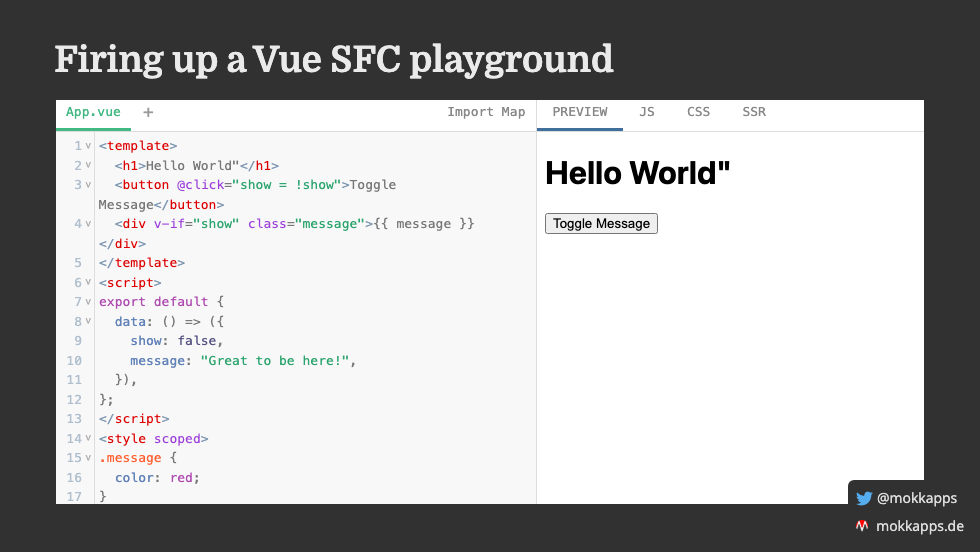 Firing up a Vue SFC playground
App.vue + Import Map PREVIEW JS CSS SSR
1 <template>
2 <h1>Hello World"</h1>
3 <button @click="show = !show">Toggle
Message</button>
4 <div v-if="show" class="message">{{ message }}
</div>
5 </template>
6 <script>
7 export default {
8 data: () => ({
9 show: false,
10 message: "Great to be here!",
11 }),
12 };
13 </script>
14 <style scoped>
15 .message {
16 color: red;
17 }
Hello World"
Toggle Message
@mokkapps
mokkapps.de